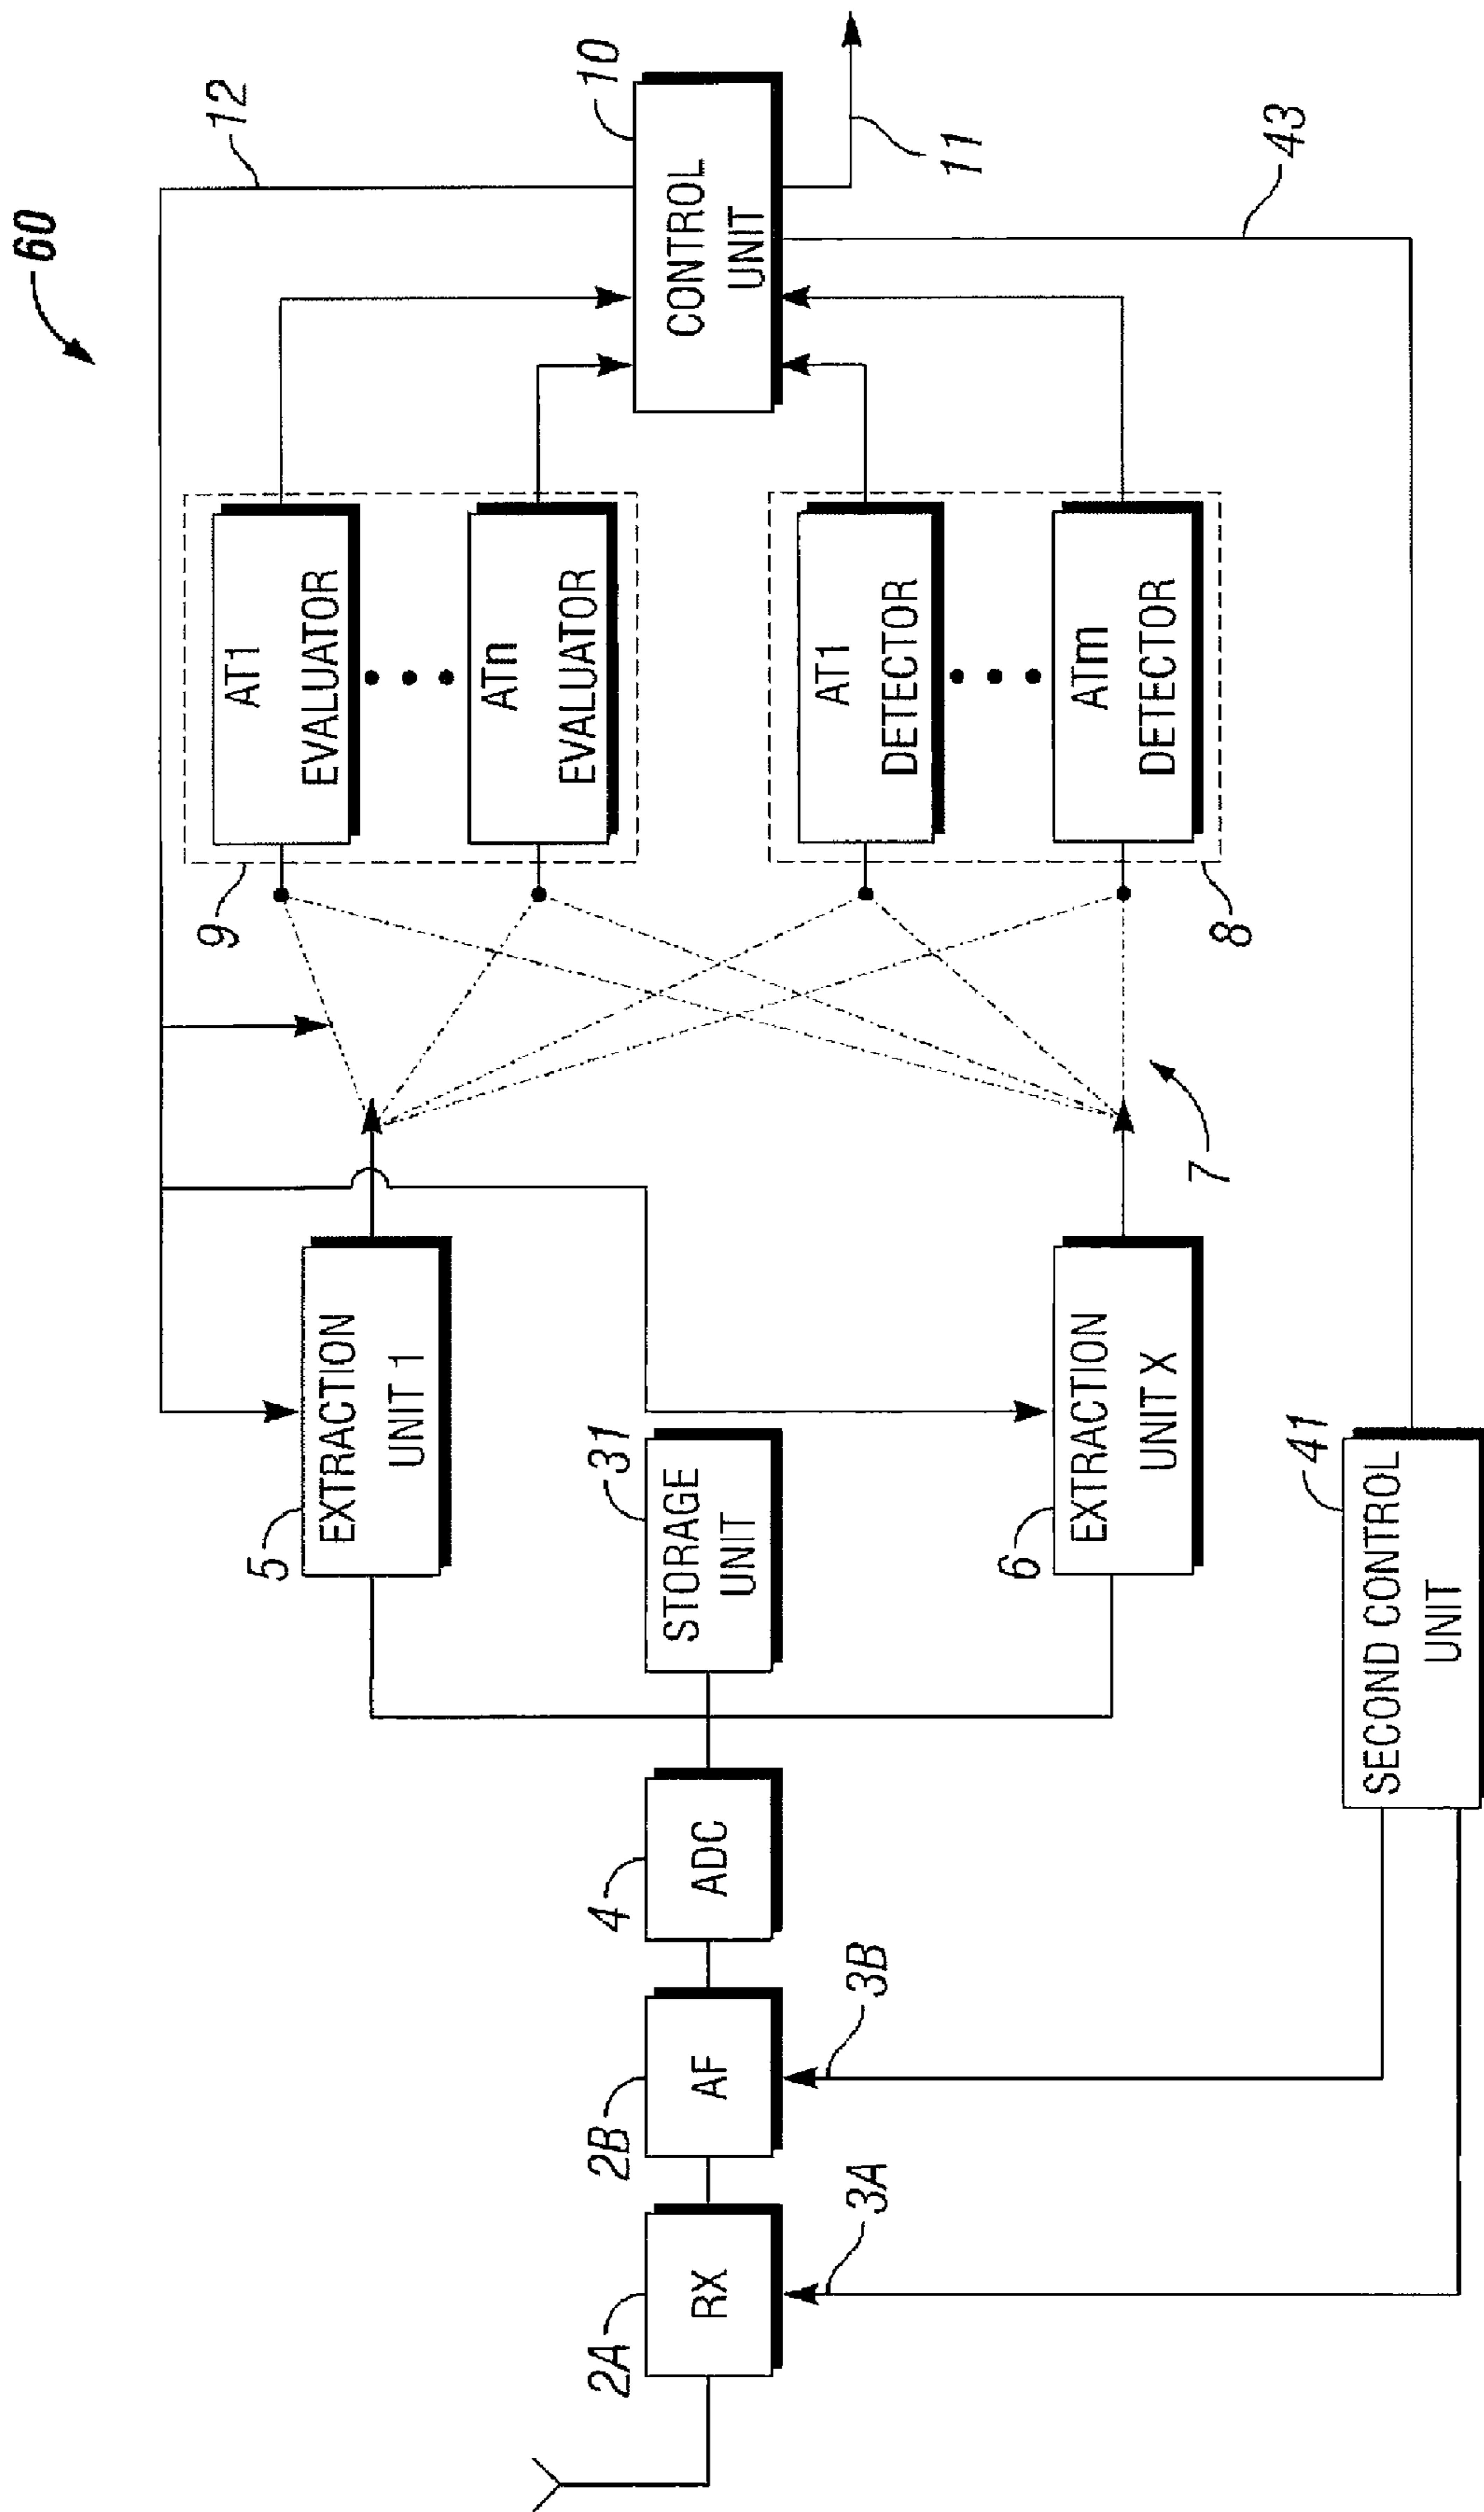 60
12
10
CONTROL
UNIT
11
43
AT1
EVALUATOR
ATn
EVALUATOR
9
AT1
DETECTOR
ATm
DETECTOR
8
7
5
EXTRACTION
UNIT 1
31
STORAGE
UNIT
6
EXTRACTION
UNIT X
41
SECOND CONTROL
UNIT
4
ADC
2B
AF
3B
2A
RX
3A